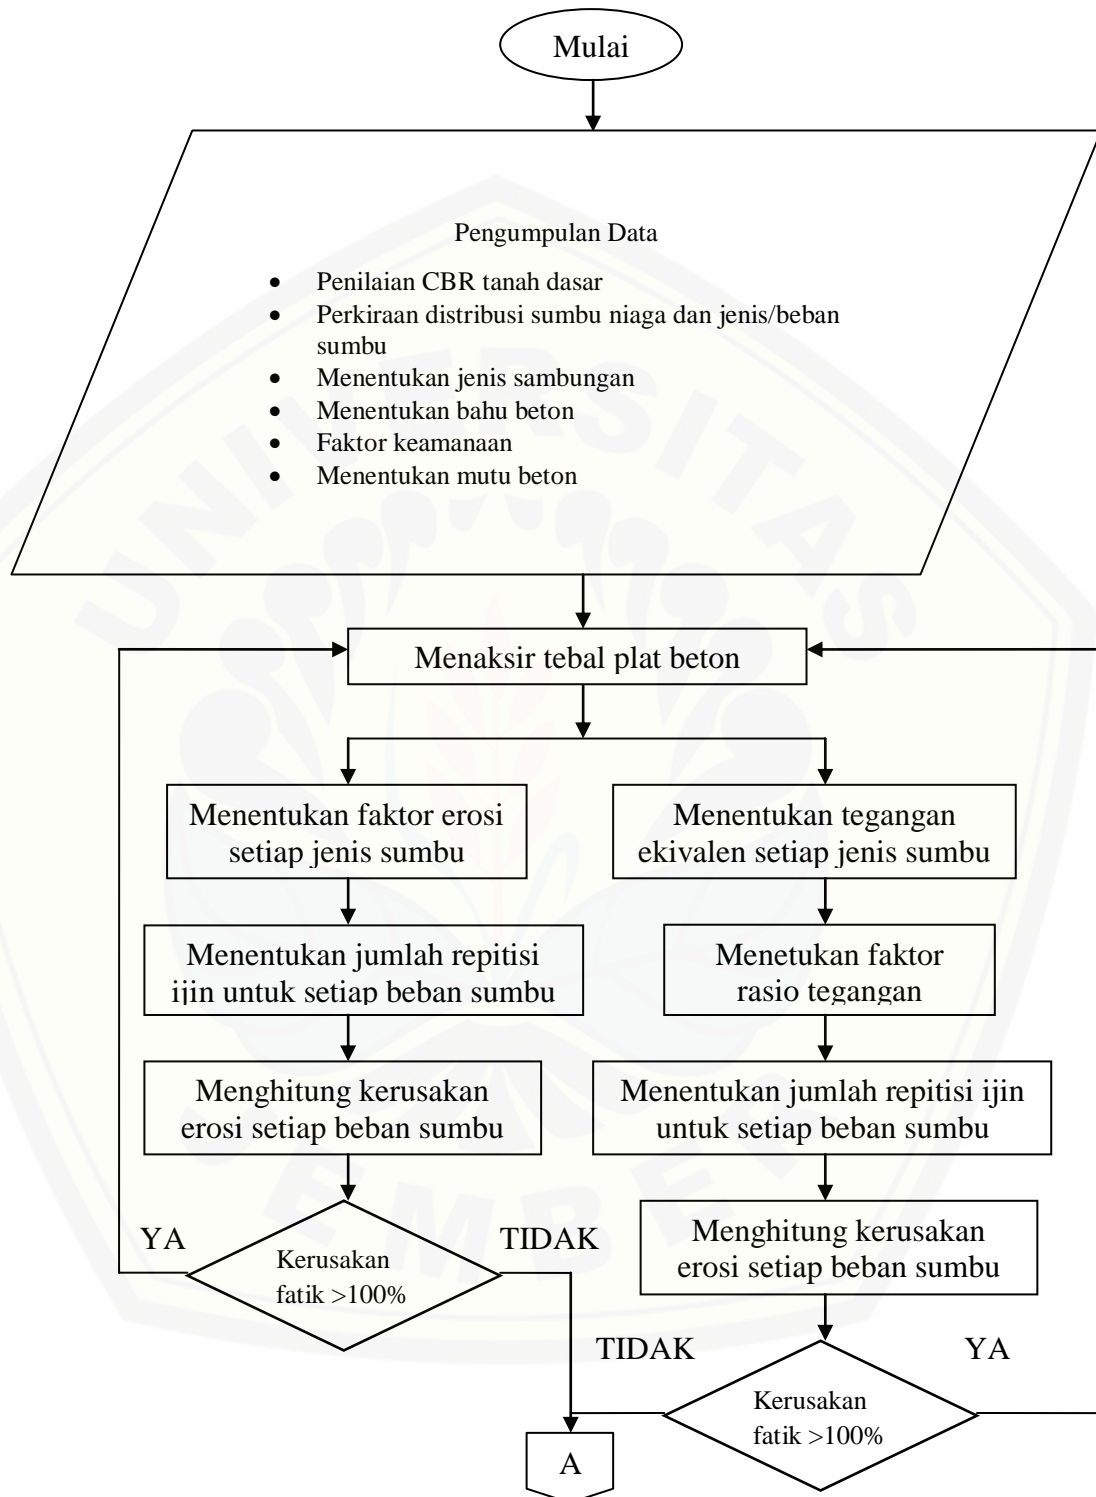 Mulai
Pengumpulan Data
• Penilaian CBR tanah dasar
• Perkiraan distribusi sumbu niaga dan jenis/beban
sumbu
• Menentukan jenis sambungan
• Menentukan bahu beton
• Faktor keamanaan
• Menentukan mutu beton
Menaksir tebal plat beton
Menentukan faktor erosi
setiap jenis sumbu
Menentukan tegangan
ekivalen setiap jenis sumbu
Menentukan jumlah repitisi
ijin untuk setiap beban sumbu
Menetukan faktor
rasio tegangan
Menghitung kerusakan
erosi setiap beban sumbu
Menentukan jumlah repitisi ijin
untuk setiap beban sumbu
YA
Kerusakan
fatik >100%
TIDAK
Menghitung kerusakan
erosi setiap beban sumbu
TIDAK
Kerusakan
fatik >100%
YA
A
UNIVERSITAS
JEMBER